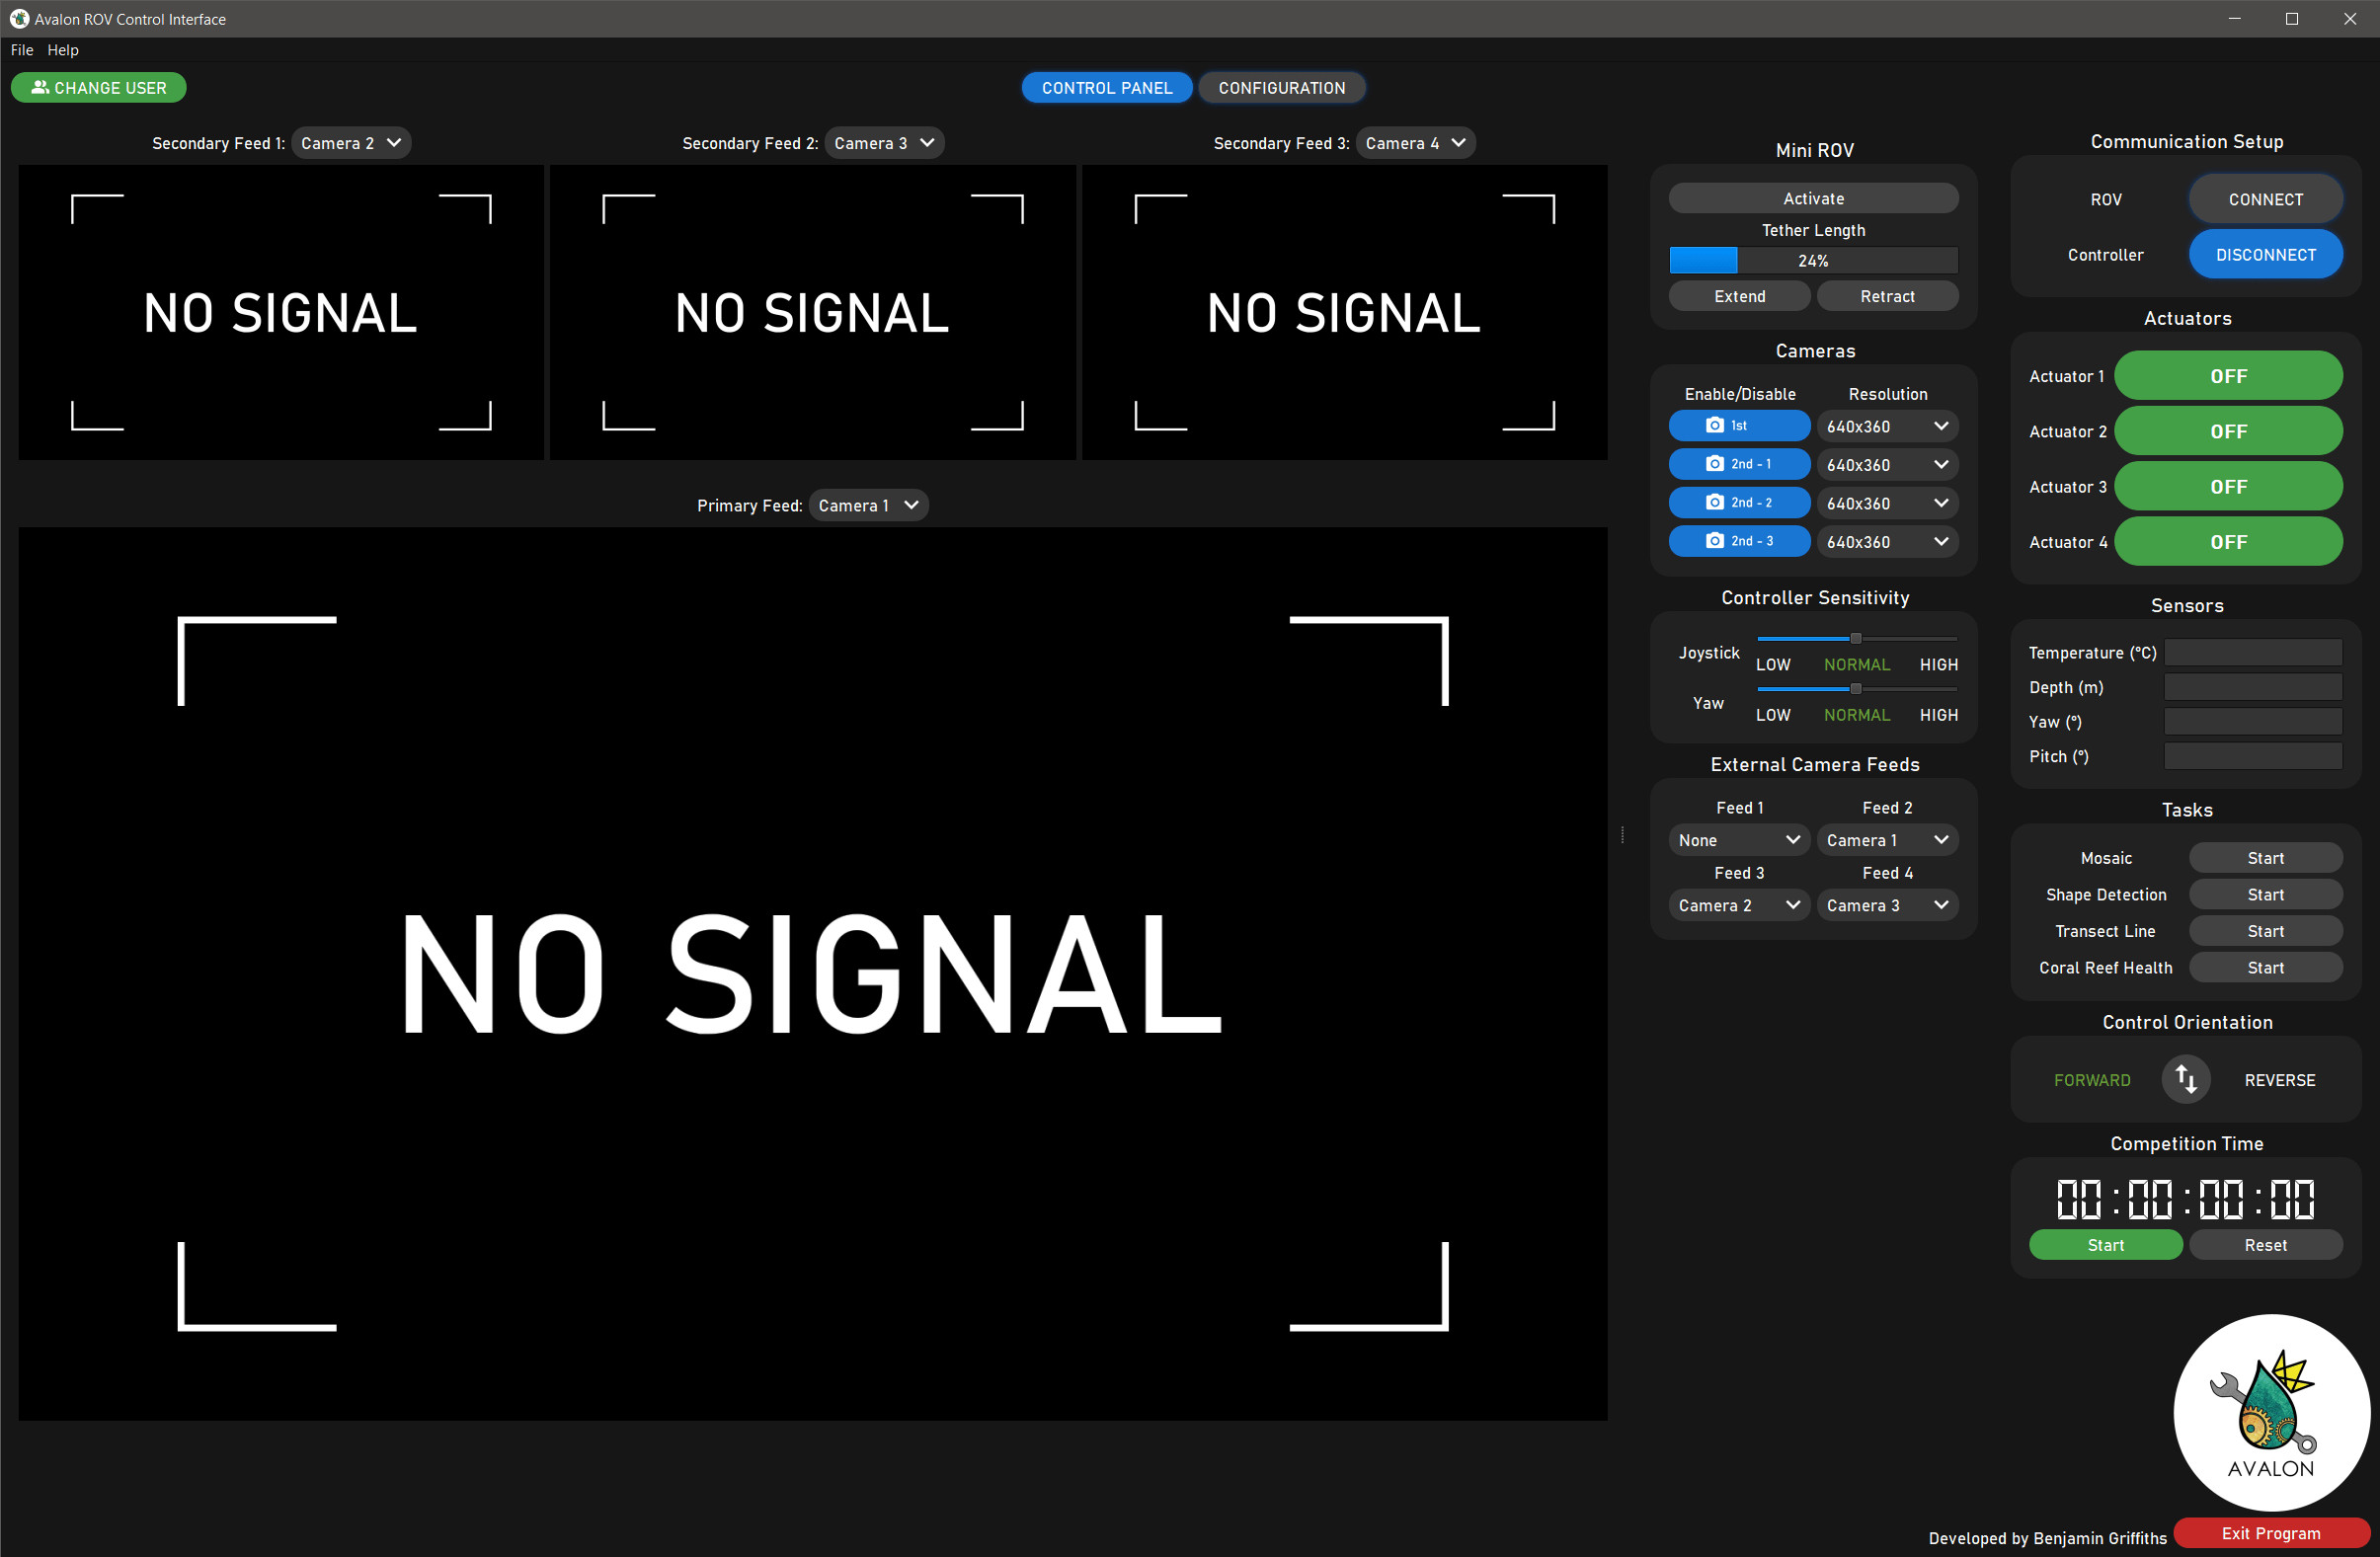 Avalon ROV Control Interface
File Help
CHANGE USER
CONTROL PANEL CONFIGURATION
Secondary Feed 1: Camera 2
Secondary Feed 2: Camera 3
Secondary Feed 3: Camera 4
NO SIGNAL
NO SIGNAL
NO SIGNAL
Primary Feed: Camera 1
NO SIGNAL
Mini ROV
Activate
Tether Length
24%
Extend Retract
Cameras
Enable/Disable Resolution
1st 640x360
2nd - 1 640x360
2nd - 2 640x360
2nd - 3 640x360
Controller Sensitivity
Joystick
LOW NORMAL HIGH
Yaw
LOW NORMAL HIGH
External Camera Feeds
Feed 1 Feed 2
None Camera 1
Feed 3 Feed 4
Camera 2 Camera 3
Communication Setup
ROV CONNECT
Controller DISCONNECT
Actuators
Actuator 1 OFF
Actuator 2 OFF
Actuator 3 OFF
Actuator 4 OFF
Sensors
Temperature (°C)
Depth (m)
Yaw (°)
Pitch (°)
Tasks
Mosaic Start
Shape Detection Start
Transect Line Start
Coral Reef Health Start
Control Orientation
FORWARD REVERSE
Competition Time
00:00:00:00
Start Reset
AVALON
Developed by Benjamin Griffiths Exit Program